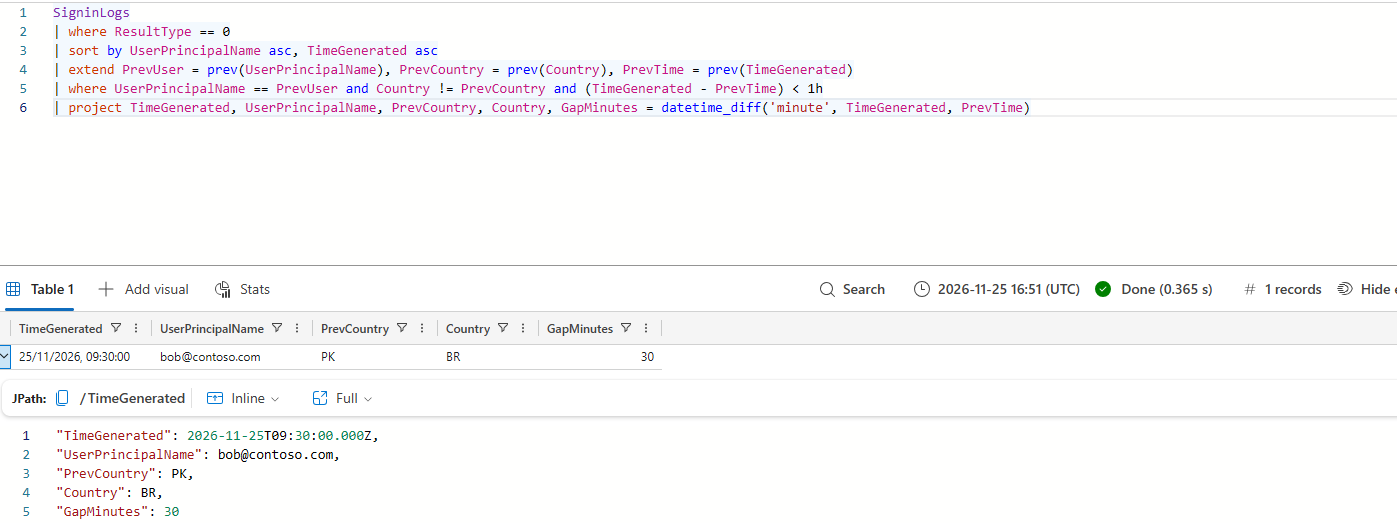 1 SigninLogs
2 | where ResultType == 0
3 | sort by UserPrincipalName asc, TimeGenerated asc
4 | extend PrevUser = prev(UserPrincipalName), PrevCountry = prev(Country), PrevTime = prev(TimeGenerated)
5 | where UserPrincipalName == PrevUser and Country != PrevCountry and (TimeGenerated - PrevTime) < 1h
6 | project TimeGenerated, UserPrincipalName, PrevCountry, Country, GapMinutes = datetime_diff('minute', TimeGenerated, PrevTime)
Table 1 Add visual Stats Search 2026-11-25 16:51 (UTC) Done (0.365 s) # 1 records Hide e
TimeGenerated UserPrincipalName PrevCountry Country GapMinutes
25/11/2026, 09:30:00 bob@contoso.com PK BR 30
JPath: /TimeGenerated Inline Full
1 "TimeGenerated": 2026-11-25T09:30:00.000Z,
2 "UserPrincipalName": bob@contoso.com,
3 "PrevCountry": PK,
4 "Country": BR,
5 "GapMinutes": 30